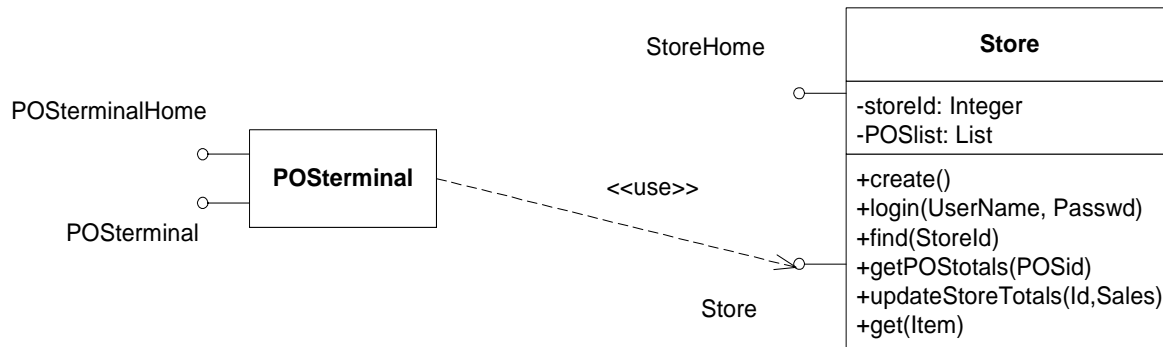 StoreHome
Store
-storeId: Integer
-POSlist: List
POSterminalHome
POSterminal
POSterminal
<<use>>
Store
+create()
+login(UserName, Passwd)
+find(StoreId)
+getPOStotals(POSid)
+updateStoreTotals(Id,Sales)
+get(Item)